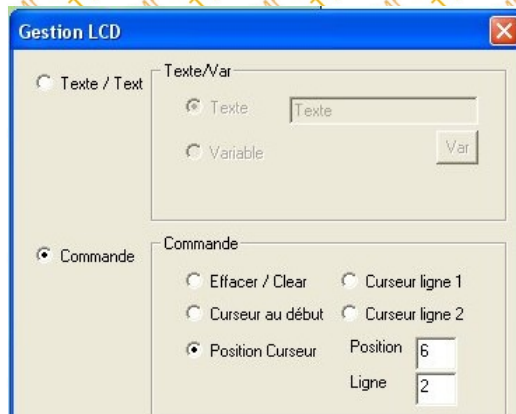 Gestion LCD
Texte / Text
Texte/Var
Texte
Texte
Variable
Var
Commande
Commande
Effacer / Clear
Curseur ligne 1
Curseur au début
Curseur ligne 2
Position Curseur
Position
6
Ligne
2